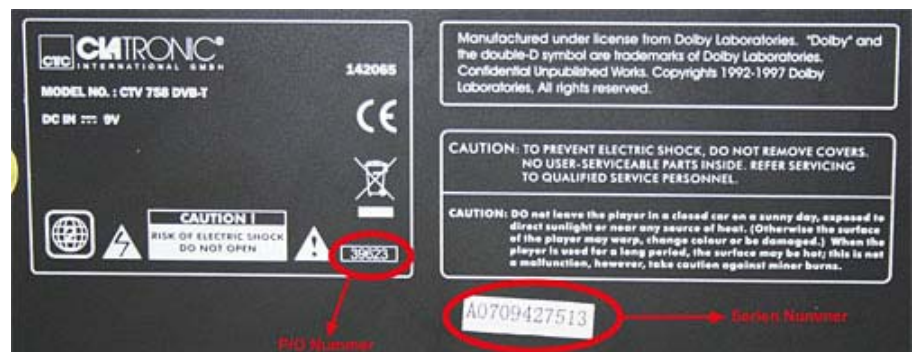 CTC CLATRONIC®
INTERNATIONAL GMBH
142065
MODEL NO. : CTV 758 DVB-T
DC IN ⎓ 9V
CE
2
CAUTION !
RISK OF ELECTRIC SHOCK
DO NOT OPEN
39623
P/O Nummer
Manufactured under license from Dolby Laboratories. "Dolby" and
the double-D symbol are trademarks of Dolby Laboratories.
Confidential Unpublished Works. Copyrights 1992-1997 Dolby
Laboratories, All rights reserved.
CAUTION: TO PREVENT ELECTRIC SHOCK, DO NOT REMOVE COVERS.
NO USER-SERVICEABLE PARTS INSIDE. REFER SERVICING
TO QUALIFIED SERVICE PERSONNEL.
CAUTION: DO not leave the player in a closed car on a sunny day, exposed to
direct sunlight or near any source of heat. (Otherwise the surface
of the player may warp, change colour or be damaged.) When the
player is used for a long period, the surface may be hot; this is not
a malfunction, however, take caution against minor burns.
A0709427513
Serien Nummer